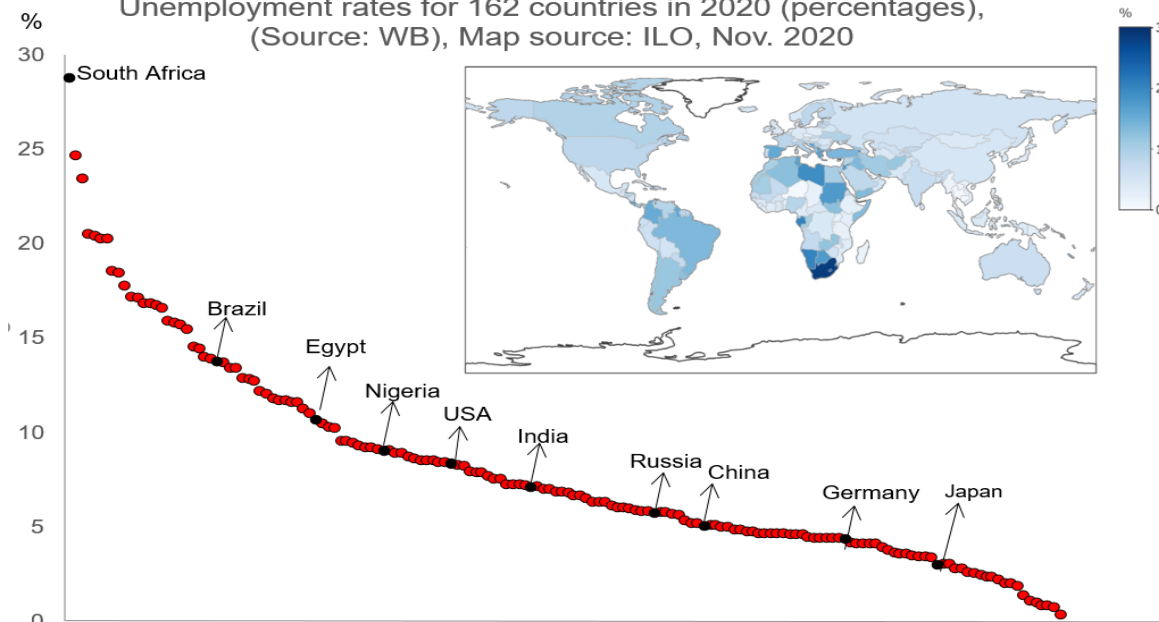 Unemployment rates for 162 countries in 2020 (percentages),
(Source: WB), Map source: ILO, Nov. 2020
%
30
25
20
15
10
5
0
South Africa
Brazil
Egypt
Nigeria
USA
India
Russia
China
Germany
Japan
%